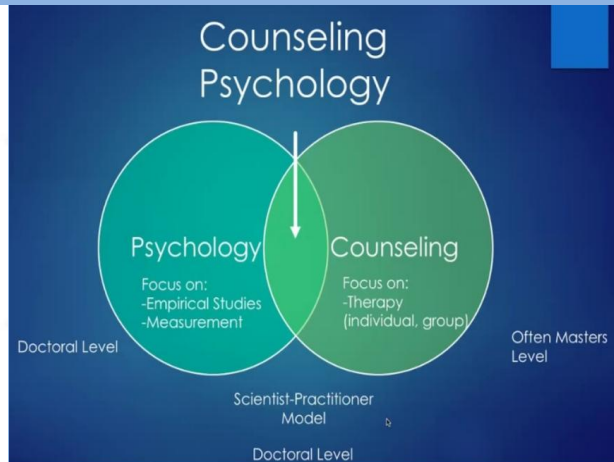 Counseling
Psychology
Psychology
Focus on:
-Empirical Studies
-Measurement
Counseling
Focus on:
-Therapy
(individual, group)
Doctoral Level
Often Masters
Level
Scientist-Practitioner
Model
Doctoral Level